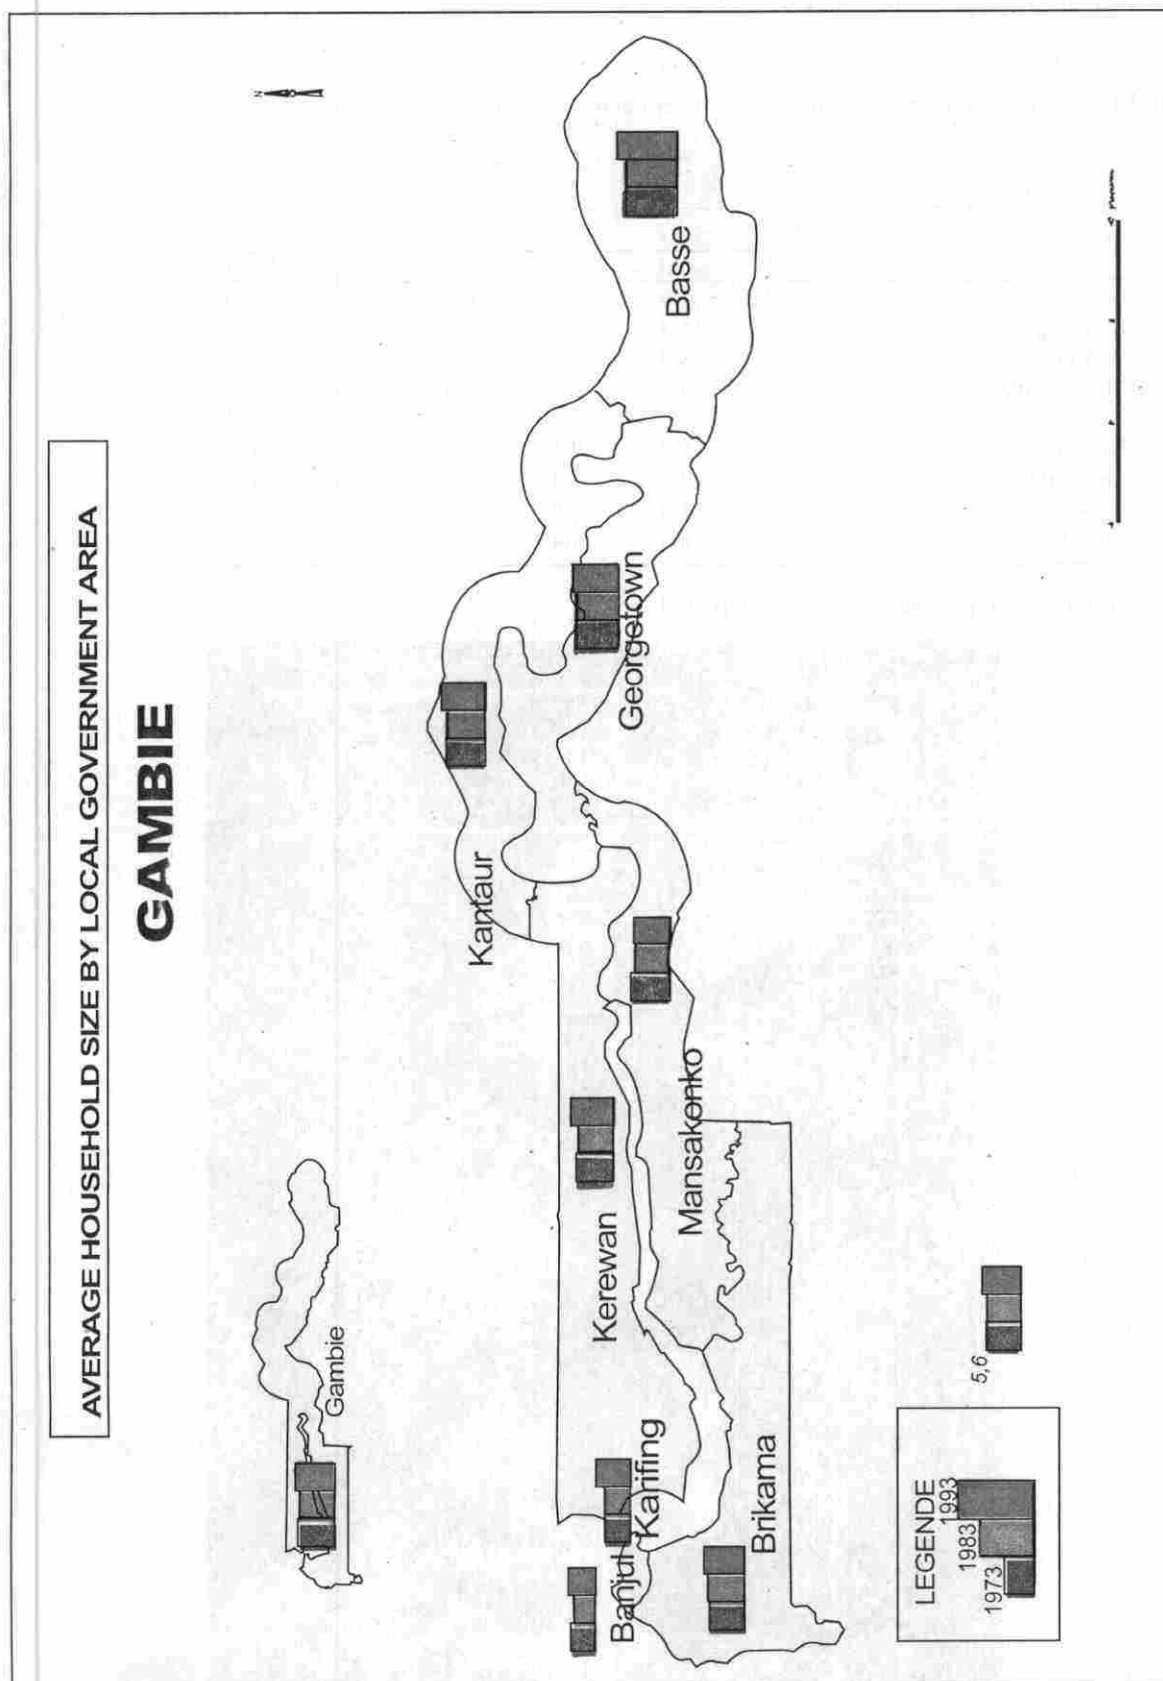 AVERAGE HOUSEHOLD SIZE BY LOCAL GOVERNMENT AREA
GAMBIE
N
Gambie
Kantaur
Georgetown
Basse
Kerewan
Mansakonko
Banjul
Karifing
Brikama
LEGENDE
1973
1983
1993
5,6